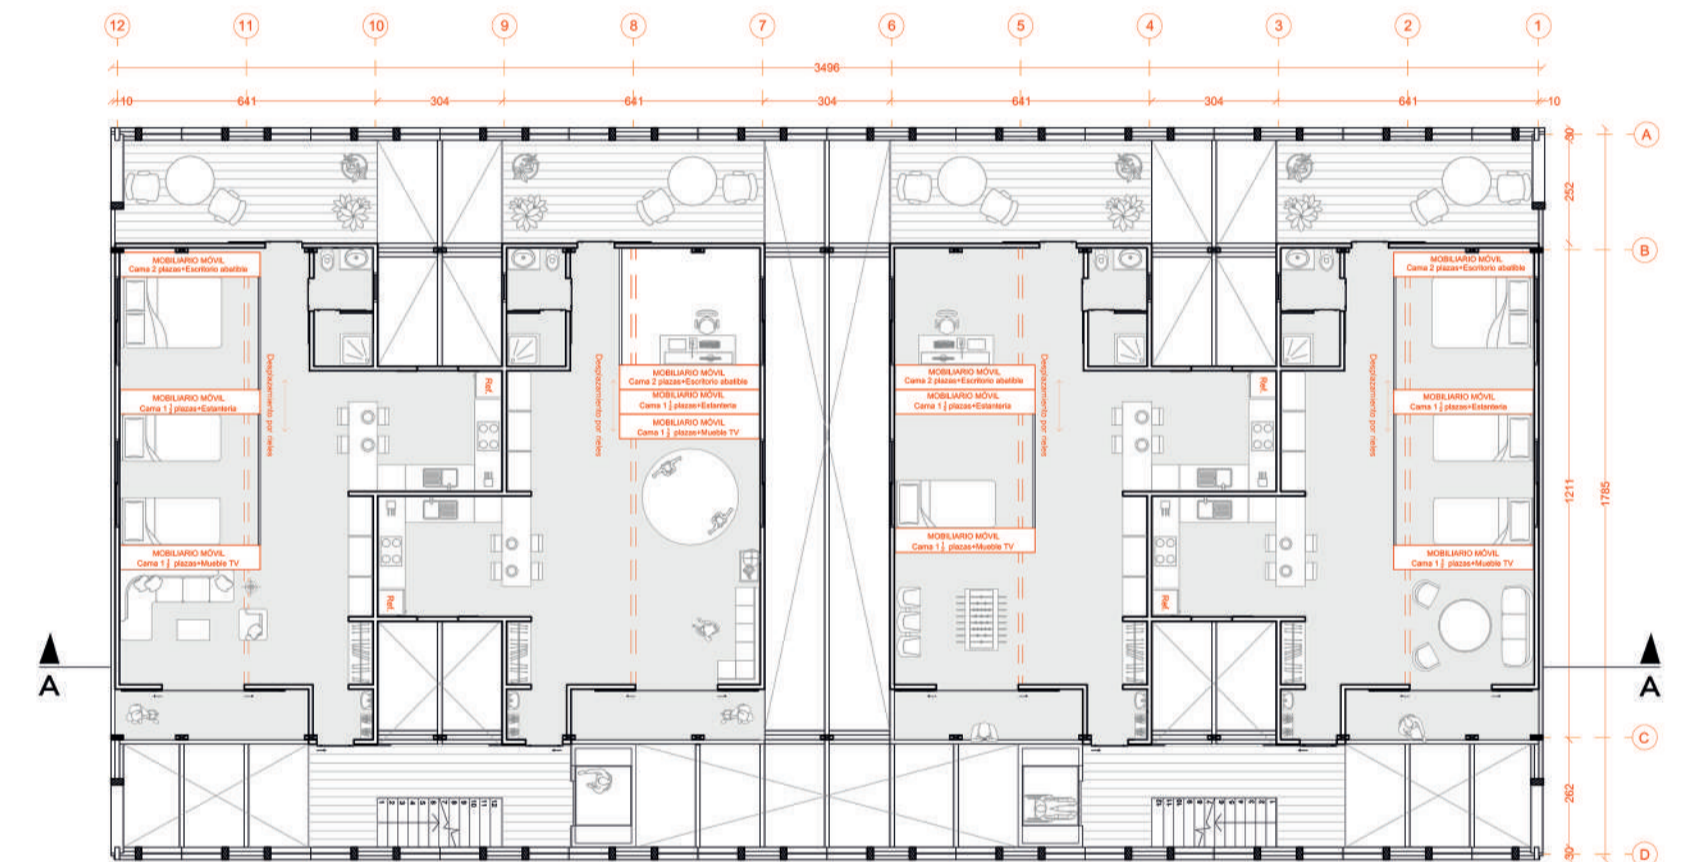 12 11 10 9 8 7 6 5 4 3 2 1
3496
10 641 304 641 304 641 304 641 10
30 A
252
B
MOBILIARIO MÓVIL
Cama 2 plazas+Escritorio abatible
MOBILIARIO MÓVIL
Cama 1 ½ plazas+Estantería
MOBILIARIO MÓVIL
Cama 1 ½ plazas+Mueble TV
Desplazamiento por rieles
Ref.
Ref.
Desplazamiento por rieles
MOBILIARIO MÓVIL
Cama 2 plazas+Escritorio abatible
MOBILIARIO MÓVIL
Cama 1 ½ plazas+Estantería
MOBILIARIO MÓVIL
Cama 1 ½ plazas+Mueble TV
MOBILIARIO MÓVIL
Cama 2 plazas+Escritorio abatible
MOBILIARIO MÓVIL
Cama 1 ½ plazas+Estantería
MOBILIARIO MÓVIL
Cama 1 ½ plazas+Mueble TV
Desplazamiento por rieles
Ref.
Ref.
Desplazamiento por rieles
MOBILIARIO MÓVIL
Cama 2 plazas+Escritorio abatible
MOBILIARIO MÓVIL
Cama 1 ½ plazas+Estantería
MOBILIARIO MÓVIL
Cama 1 ½ plazas+Mueble TV
1211
1785
A
A
C
262
30 D